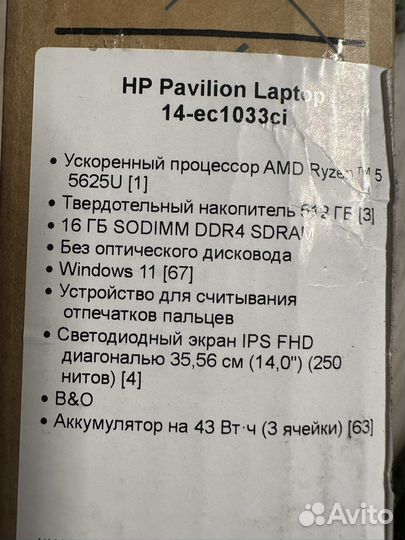 HP Pavilion Laptop
14-ec1033ci
• Ускоренный процессор AMD Ryzen™ 5
5625U [1]
• Твердотельный накопитель 512 ГБ [3]
• 16 ГБ SODIMM DDR4 SDRAM
• Без оптического дисковода
• Windows 11 [67]
• Устройство для считывания
отпечатков пальцев
• Светодиодный экран IPS FHD
диагональю 35,56 см (14,0") (250
нитов) [4]
• B&O
• Аккумулятор на 43 Вт·ч (3 ячейки) [63]
Avito